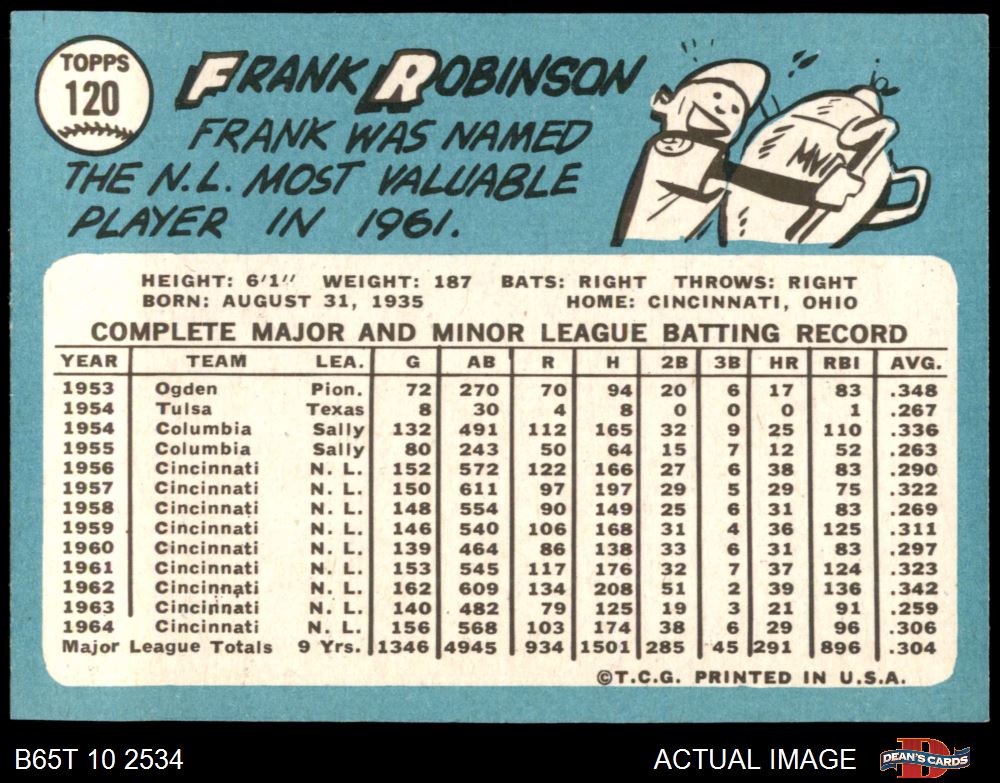 TOPPS
120
FRANK ROBINSON
FRANK WAS NAMED
THE N.L. MOST VALUABLE
PLAYER IN 1961.
MVP
HEIGHT: 6'1" WEIGHT: 187 BATS: RIGHT THROWS: RIGHT
BORN: AUGUST 31, 1935 HOME: CINCINNATI, OHIO
COMPLETE MAJOR AND MINOR LEAGUE BATTING RECORD
YEAR TEAM LEA. G AB R H 2B 3B HR RBI AVG.
1953 Ogden Pion. 72 270 70 94 20 6 17 83 .348
1954 Tulsa Texas 8 30 4 8 0 0 0 1 .267
1954 Columbia Sally 132 491 112 165 32 9 25 110 .336
1955 Columbia Sally 80 243 50 64 15 7 12 52 .263
1956 Cincinnati N. L. 152 572 122 166 27 6 38 83 .290
1957 Cincinnati N. L. 150 611 97 197 29 5 29 75 .322
1958 Cincinnati N. L. 148 554 90 149 25 6 31 83 .269
1959 Cincinnati N. L. 146 540 106 168 31 4 36 125 .311
1960 Cincinnati N. L. 139 464 86 138 33 6 31 83 .297
1961 Cincinnati N. L. 153 545 117 176 32 7 37 124 .323
1962 Cincinnati N. L. 162 609 134 208 51 2 39 136 .342
1963 Cincinnati N. L. 140 482 79 125 19 3 21 91 .259
1964 Cincinnati N. L. 156 568 103 174 38 6 29 96 .306
Major League Totals 9 Yrs. 1346 4945 934 1501 285 45 291 896 .304
©T.C.G. PRINTED IN U.S.A.
B65T 10 2534 ACTUAL IMAGE DEAN'S CARDS